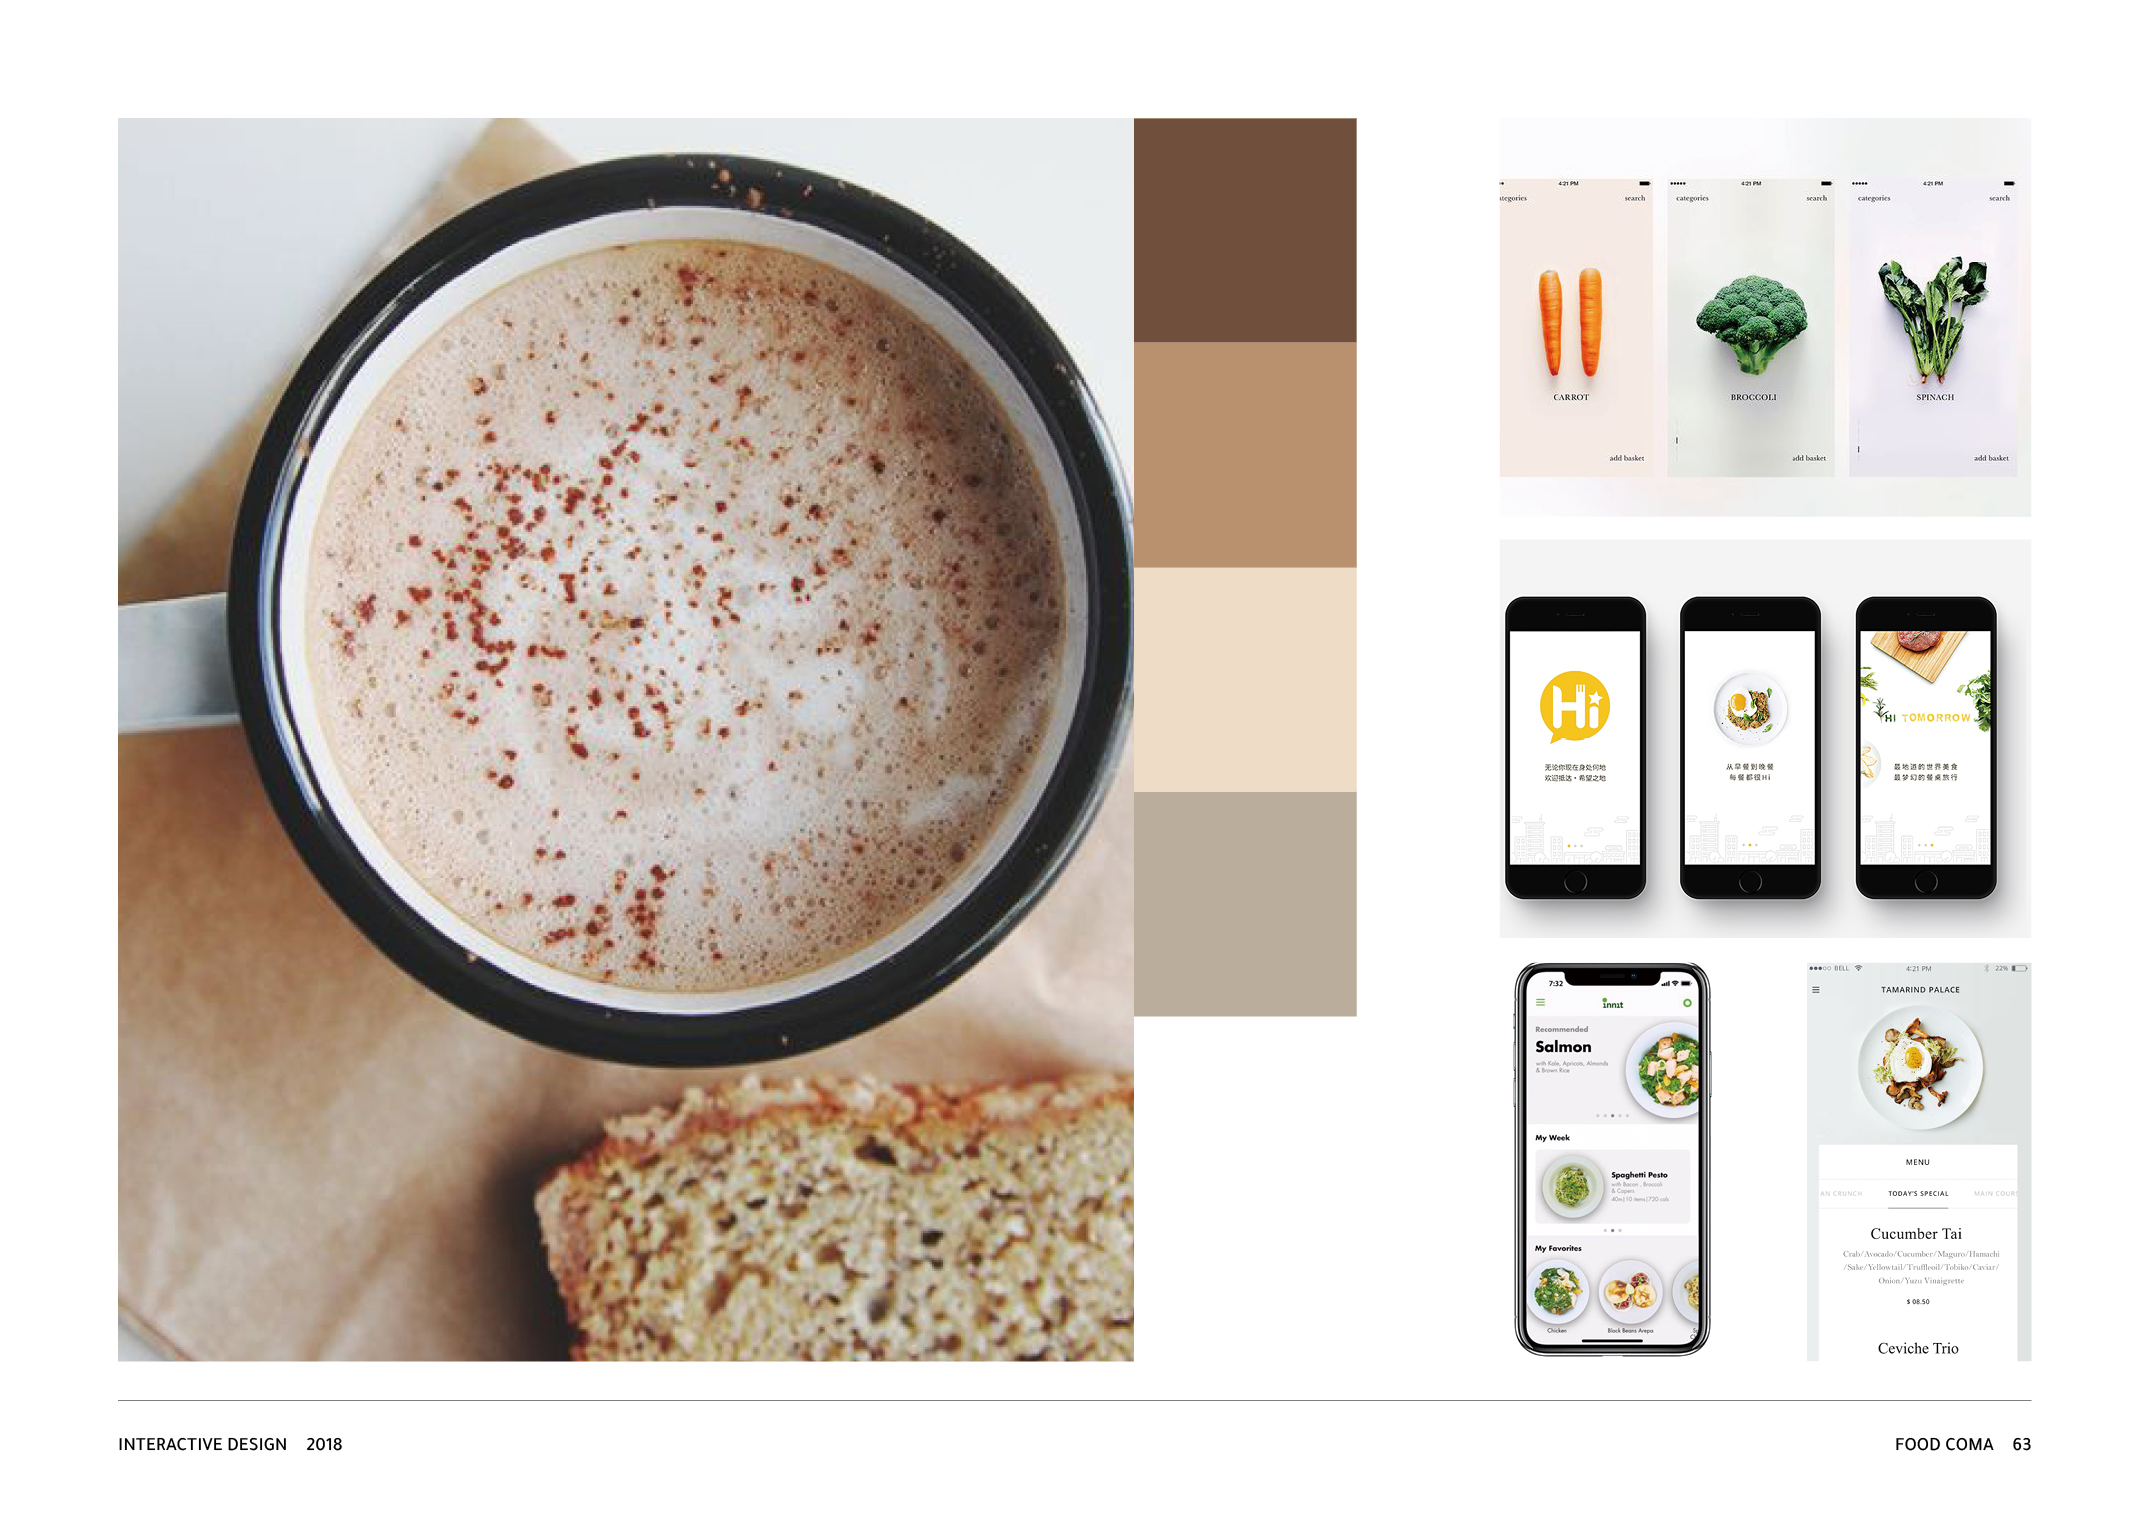 4:21 PM
categories
search
CARROT
add basket
4:21 PM
categories
search
BROCCOLI
add basket
4:21 PM
categories
search
SPINACH
add basket
Hi
无论你现在身处何地
欢迎抵达·希望之地
从早餐到晚餐
每餐都很Hi
HI TOMORROW
最地道的世界美食
最梦幻的餐桌旅行
7:32
innit
Recommended
Salmon
with Kale, Apricots, Almonds
& Brown Rice
My Week
Spaghetti Pesto
with Bacon , Broccoli
& Capers
40m|10 items|720 cals
My Favorites
Chicken
Black Beans Arepa
BELL
4:21 PM
22%
TAMARIND PALACE
MENU
AN CRUNCH
TODAY'S SPECIAL
MAIN COUR
Cucumber Tai
Crab/Avocado/Cucumber/Maguro/Hamachi
/Sake/Yellowtail/Truffleoil/Tobiko/Caviar/
Onion/Yuzu Vinaigrette
$ 08.50
Ceviche Trio
INTERACTIVE DESIGN 2018
FOOD COMA 63